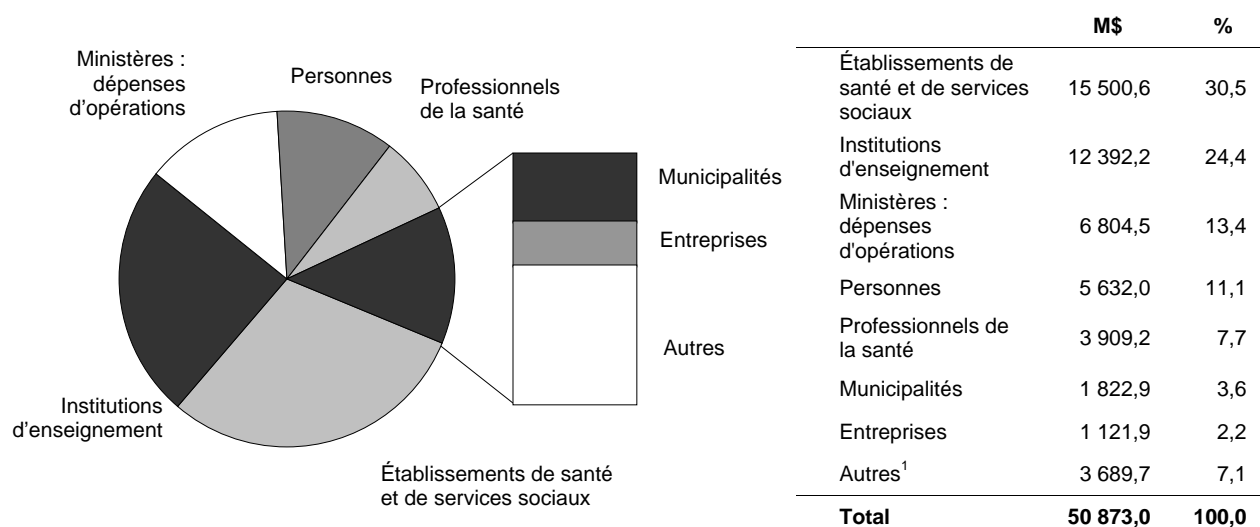 Ministères :
dépenses
d'opérations
Personnes
Professionnels
de la santé
Municipalités
Entreprises
Autres
Institutions
d'enseignement
Établissements de santé
et de services sociaux
M$ %
Établissements de
santé et de services
sociaux 15 500,6 30,5
Institutions
d'enseignement 12 392,2 24,4
Ministères :
dépenses
d'opérations 6 804,5 13,4
Personnes 5 632,0 11,1
Professionnels de
la santé 3 909,2 7,7
Municipalités 1 822,9 3,6
Entreprises 1 121,9 2,2
Autres1 3 689,7 7,1
Total 50 873,0 100,0